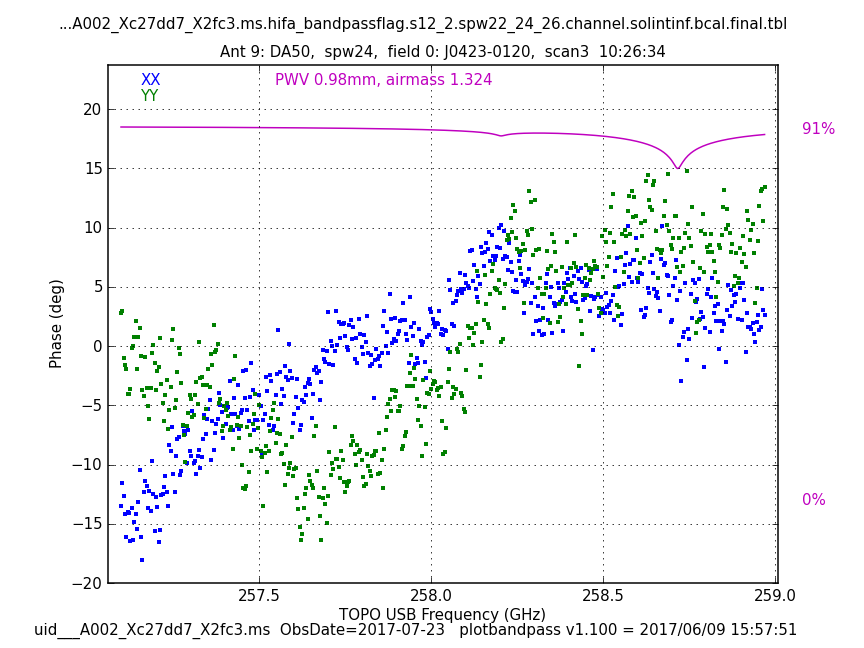 ...A002_Xc27dd7_X2fc3.ms.hifa_bandpassflag.s12_2.spw22_24_26.channel.solintinf.bcal.final.tbl
Ant 9: DA50, spw24, field 0: J0423-0120, scan3 10:26:34
XX
PWV 0.98mm, airmass 1.324
YY
91%
0%
20
15
10
5
0
−5
−10
−15
−20
Phase (deg)
257.5
258.0
258.5
259.0
TOPO USB Frequency (GHz)
uid___A002_Xc27dd7_X2fc3.ms ObsDate=2017-07-23 plotbandpass v1.100 = 2017/06/09 15:57:51